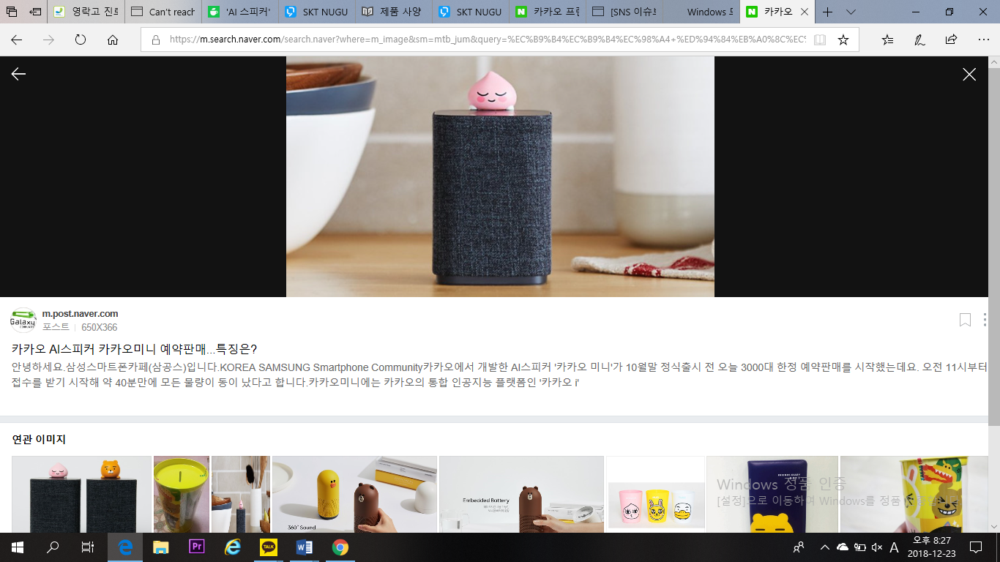 영락고 진트
Can't reach
'AI 스피커'
SKT NUGU
제품 사양
SKT NUGU
카카오 프렌
[SNS 이슈브
Windows 모
카카오
https://m.search.naver.com/search.naver?where=m_image&sm=mtb_jum&query=%EC%B9%B4%EC%B9%B4%EC%98%A4+%ED%94%84%EB%A0%8C%EC%
Galaxy
m.post.naver.com
포스트 | 650X366
카카오 AI스피커 카카오미니 예약판매...특징은?
안녕하세요.삼성스마트폰카페(삼공스)입니다.KOREA SAMSUNG Smartphone Community카카오에서 개발한 AI스피커 '카카오 미니'가 10월말 정식출시 전 오늘 3000대 한정 예약판매를 시작했는데요. 오전 11시부터
접수를 받기 시작해 약 40분만에 모든 물량이 동이 났다고 합니다.카카오미니에는 카카오의 통합 인공지능 플랫폼인 '카카오 i'
연관 이미지
Embedded Battery
360° Sound
Windows 정품 인증
[설정]으로 이동하여 Windows를 정품
Pr
TALK
A
오후 8:27
2018-12-23